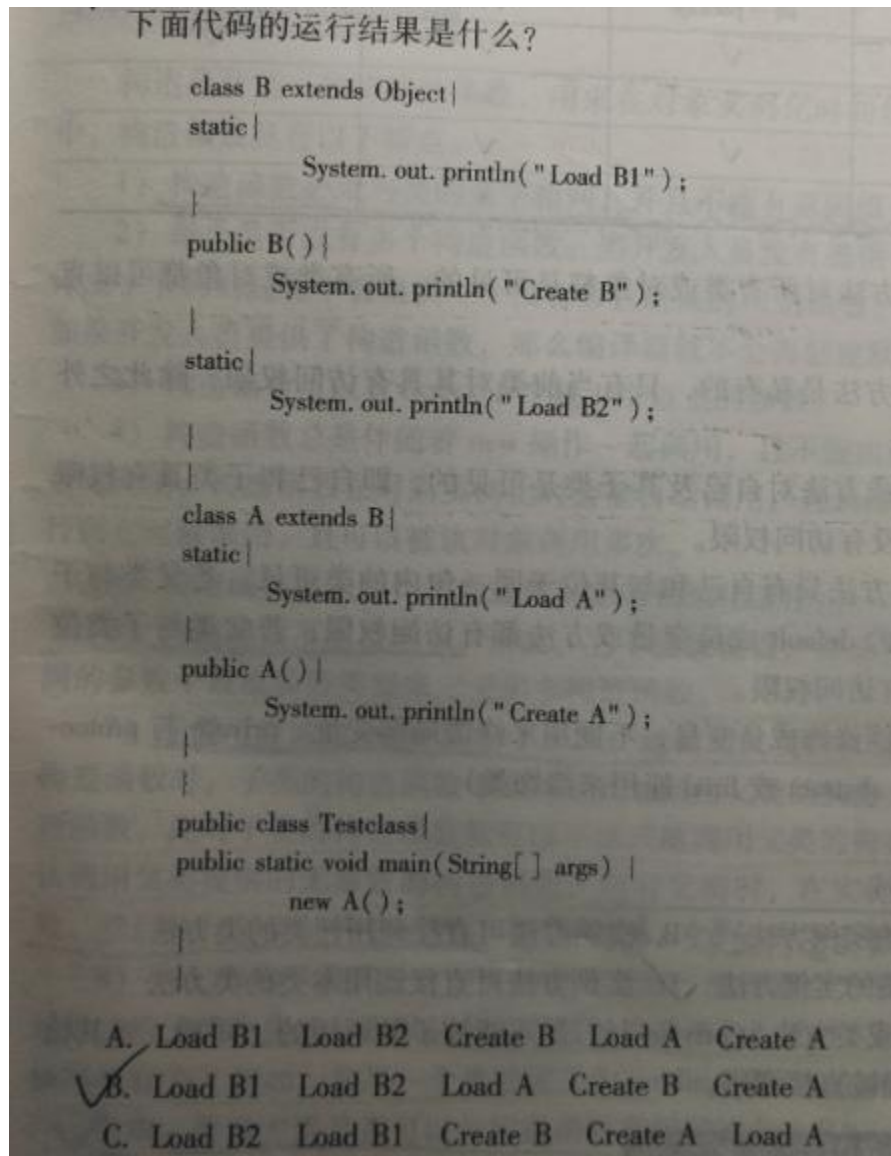 下面代码的运行结果是什么?
class B extends Object{
static{
System. out. println("Load B1");
}
public B(){
System. out. println("Create B");
}
static{
System. out. println("Load B2");
}
}
class A extends B{
static{
System. out. println("Load A");
}
public A(){
System. out. println("Create A");
}
}
public class Testclass{
public static void main(String[ ] args) {
new A();
}
}
A. Load B1 Load B2 Create B Load A Create A
B. Load B1 Load B2 Load A Create B Create A
C. Load B2 Load B1 Create B Create A Load A